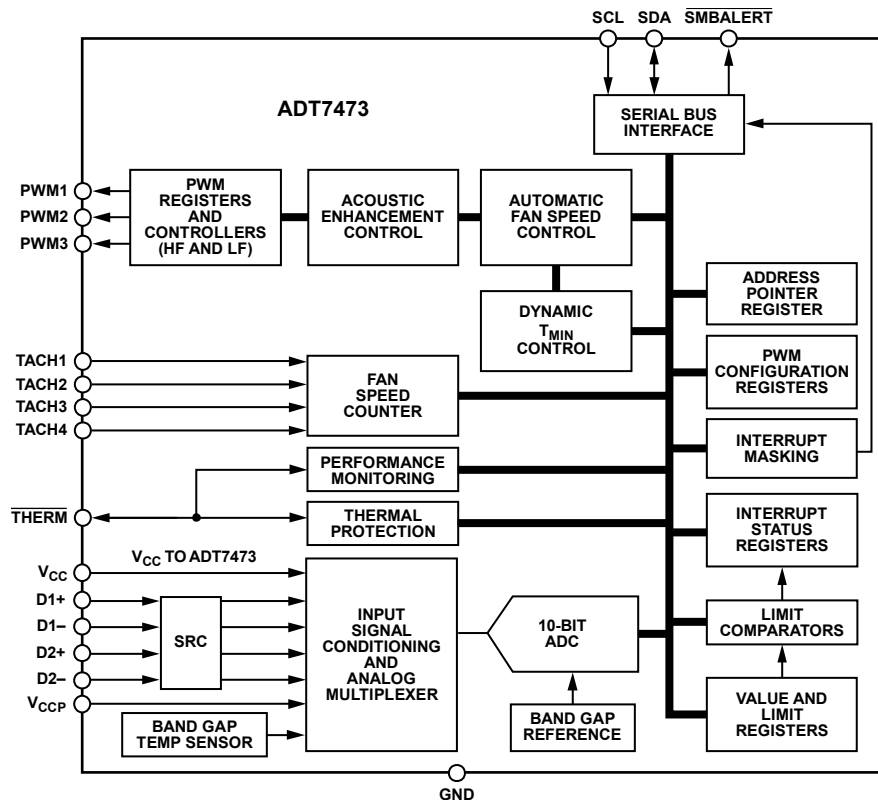 SCL
SDA
SMBALERT
ADT7473
SERIAL BUS
INTERFACE
PWM1
PWM2
PWM3
PWM
REGISTERS
AND
CONTROLLERS
(HF AND LF)
ACOUSTIC
ENHANCEMENT
CONTROL
AUTOMATIC
FAN SPEED
CONTROL
DYNAMIC
TMIN
CONTROL
ADDRESS
POINTER
REGISTER
PWM
CONFIGURATION
REGISTERS
INTERRUPT
MASKING
INTERRUPT
STATUS
REGISTERS
LIMIT
COMPARATORS
VALUE AND
LIMIT
REGISTERS
TACH1
TACH2
TACH3
TACH4
FAN
SPEED
COUNTER
PERFORMANCE
MONITORING
THERM
THERMAL
PROTECTION
VCC TO ADT7473
VCC
D1+
D1–
D2+
D2–
VCCP
SRC
INPUT
SIGNAL
CONDITIONING
AND
ANALOG
MULTIPLEXER
10-BIT
ADC
BAND GAP
TEMP SENSOR
BAND GAP
REFERENCE
GND